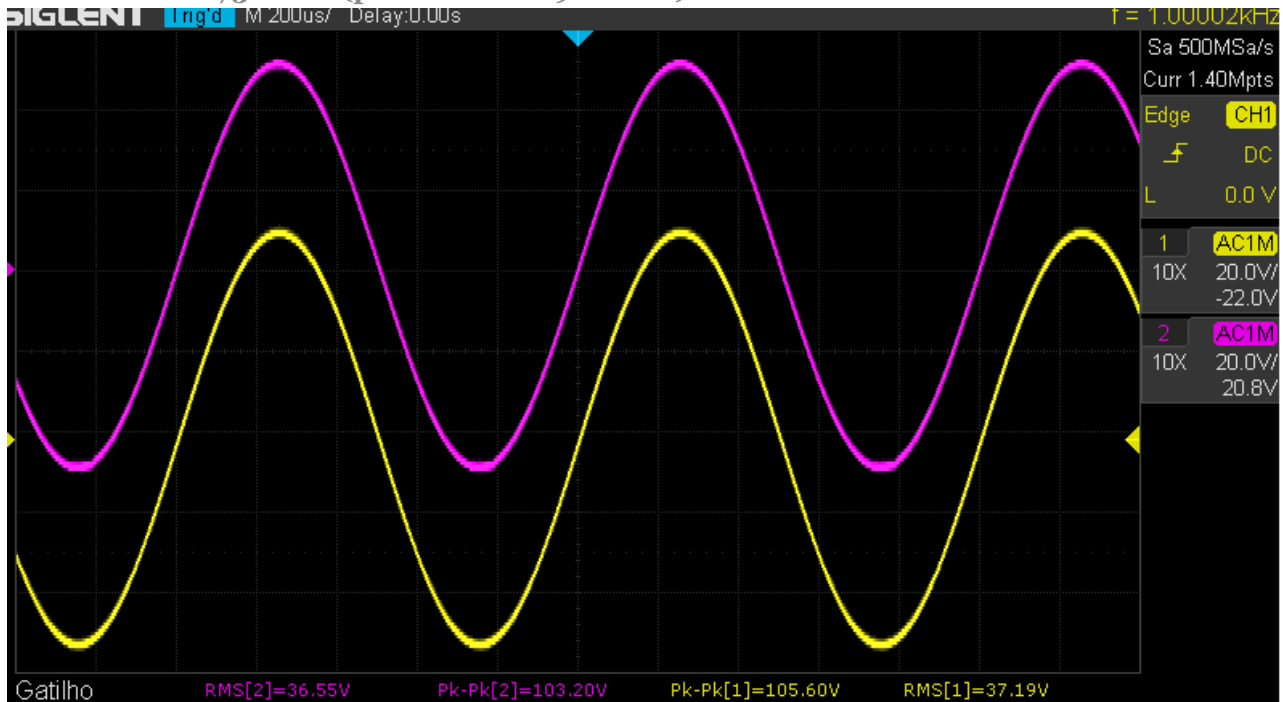 SIGLENT Trig'd M 200us/ Delay:0.00s f = 1.00002kHz
Sa 500MSa/s
Curr 1.40Mpts
Edge CH1
DC
L 0.0 V
1 AC1M
10X 20.0V/
-22.0V
2 AC1M
10X 20.0V/
20.8V
Gatilho RMS[2]=36.55V Pk-Pk[2]=103.20V Pk-Pk[1]=105.60V RMS[1]=37.19V